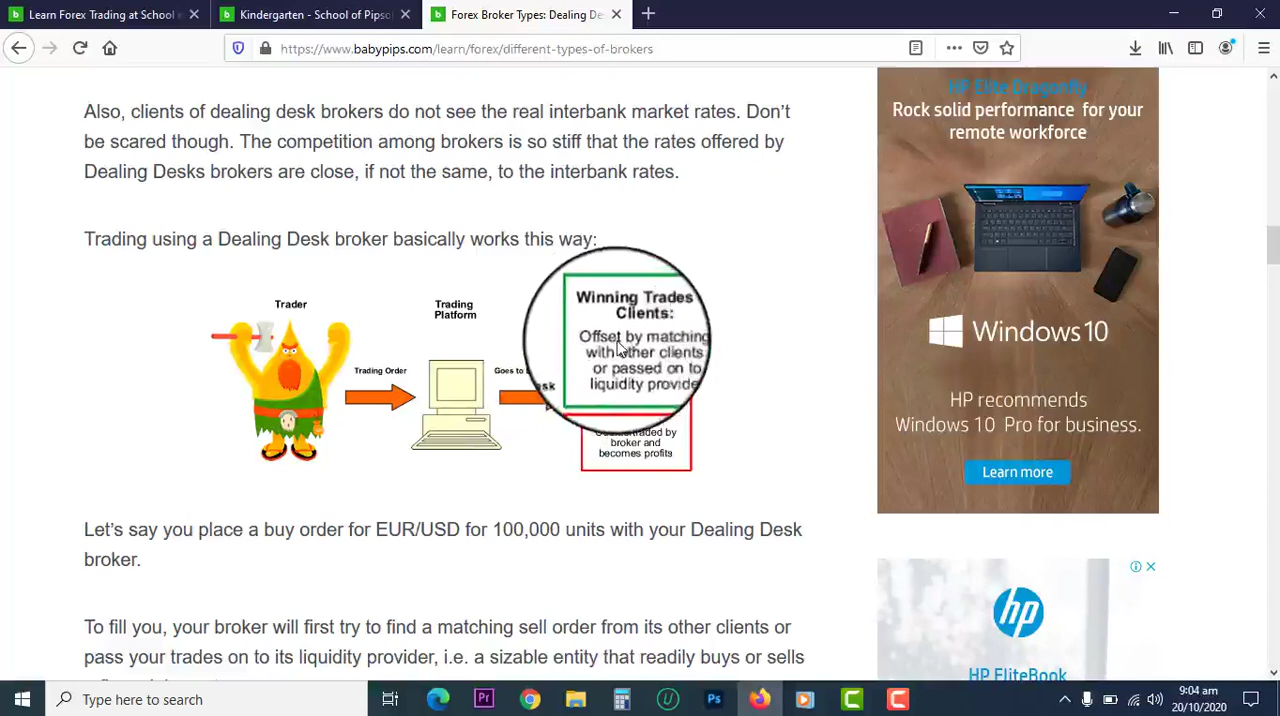 Learn Forex Trading at School
Kindergarten - School of Pipsol
Forex Broker Types: Dealing De
https://www.babypips.com/learn/forex/different-types-of-brokers
Also, clients of dealing desk brokers do not see the real interbank market rates. Don't
be scared though. The competition among brokers is so stiff that the rates offered by
Dealing Desks brokers are close, if not the same, to the interbank rates.
Trading using a Dealing Desk broker basically works this way:
Trader
Trading
Platform
Trading Order
Goes to
Winning Trades
Clients:
Offset by matching
with other clients
or passed on to
liquidity provide
broker and
becomes profits
Let's say you place a buy order for EUR/USD for 100,000 units with your Dealing Desk
broker.
To fill you, your broker will first try to find a matching sell order from its other clients or
pass your trades on to its liquidity provider, i.e. a sizable entity that readily buys or sells
HP Elite Dragonfly
Rock solid performance for your
remote workforce
Windows 10
HP recommends
Windows 10 Pro for business.
Learn more
hp
HP EliteBook
Type here to search
Pr
Ps
9:04 am
20/10/2020